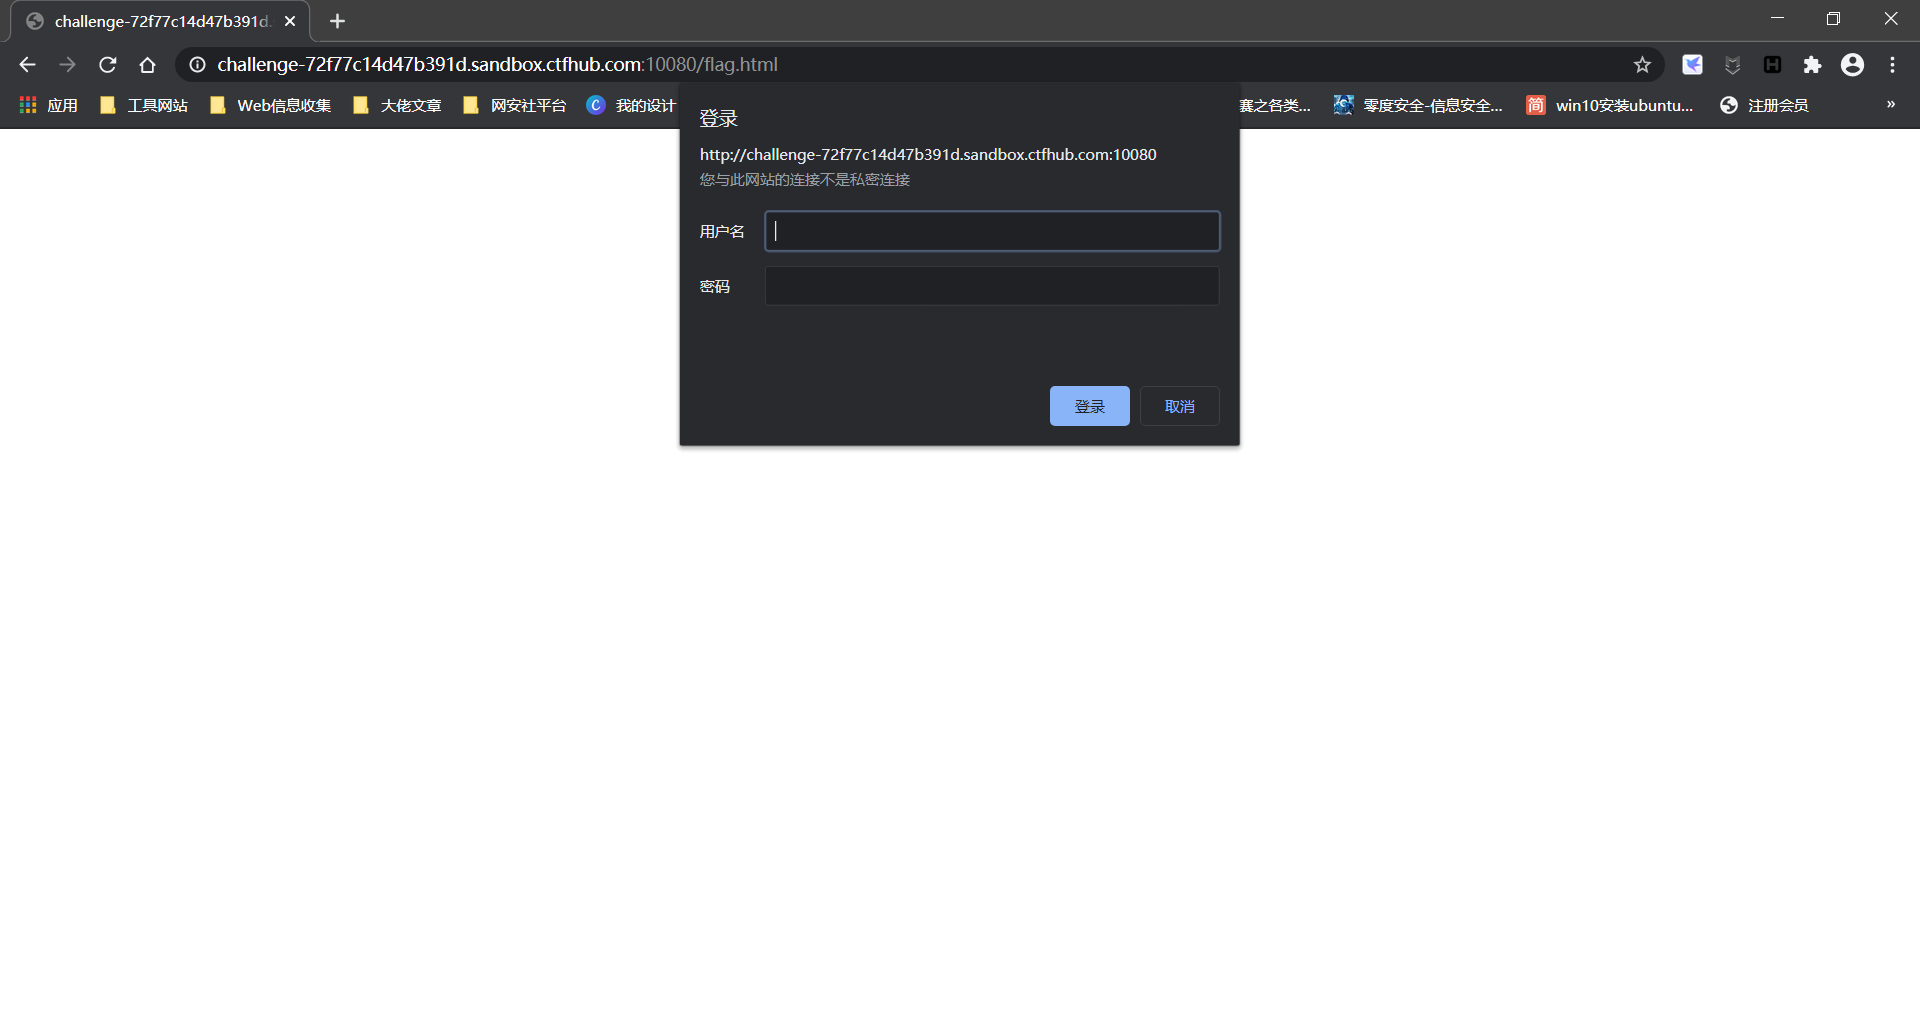 challenge-72f77c14d47b391d.
challenge-72f77c14d47b391d.sandbox.ctfhub.com:10080/flag.html
应用 工具网站 Web信息收集 大佬文章 网安社平台 我的设计 赛之各类... 零度安全-信息安全... 简 win10安装ubuntu... 注册会员 »
登录
http://challenge-72f77c14d47b391d.sandbox.ctfhub.com:10080
您与此网站的连接不是私密连接
用户名
密码
登录 取消